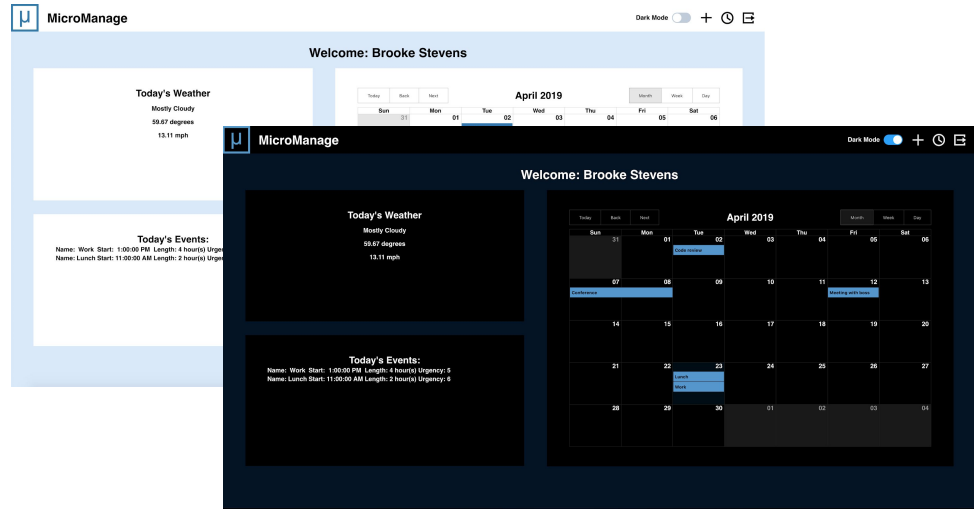 μ MicroManage Dark Mode
Welcome: Brooke Stevens
Today's Weather
Mostly Cloudy
59.67 degrees
13.11 mph
Today's Events:
Name: Work Start: 1:00:00 PM Length: 4 hour(s)
Name: Lunch Start: 11:00:00 AM Length: 2 hour(s)
Today Back Next April 2019 Month Week Day
Sun Mon Tue Wed Thu Fri Sat
31 01 02 03 04 05 06
μ MicroManage Dark Mode
Welcome: Brooke Stevens
Today's Weather
Mostly Cloudy
59.67 degrees
13.11 mph
Today's Events:
Name: Work Start: 1:00:00 PM Length: 4 hour(s) Urgency: 5
Name: Lunch Start: 11:00:00 AM Length: 2 hour(s) Urgency: 6
Today Back Next April 2019 Month Week Day
Sun Mon Tue Wed Thu Fri Sat
31 01 02 03 04 05 06
Code review
07 08 09 10 11 12 13
Conference Meeting with boss
14 15 16 17 18 19 20
21 22 23 24 25 26 27
Lunch
Work
28 29 30 01 02 03 04